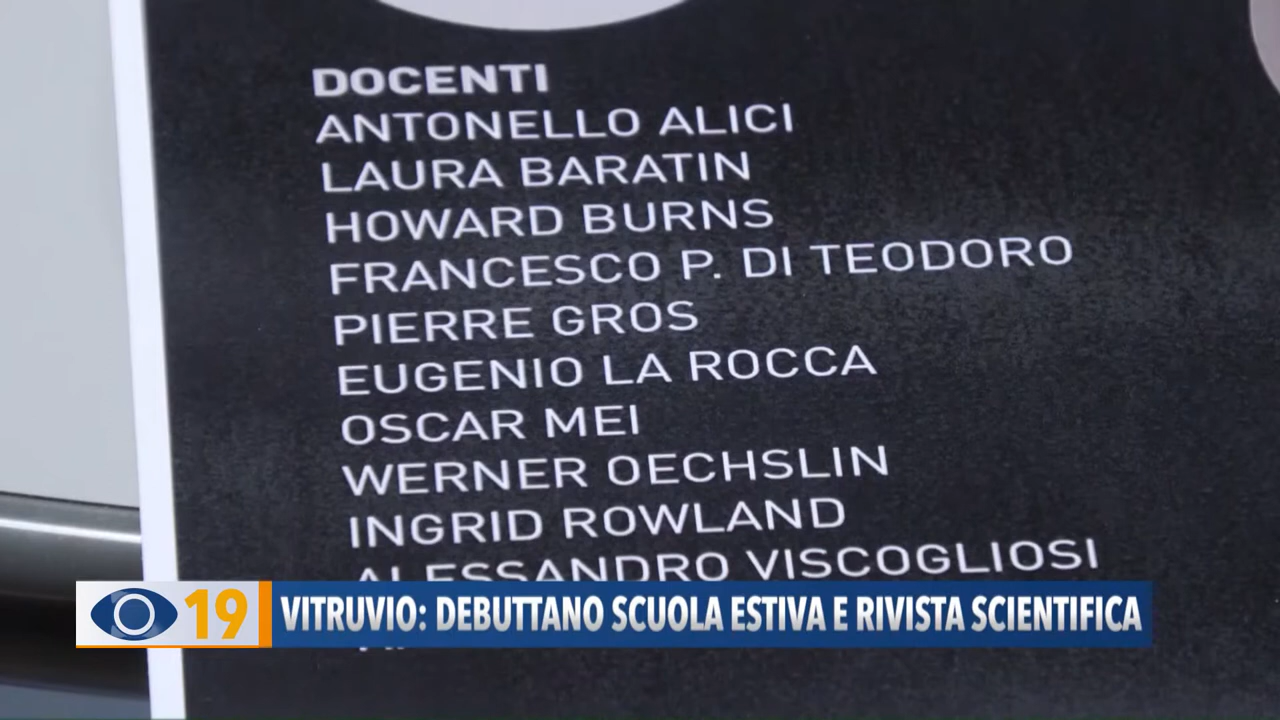 DOCENTI
ANTONELLO ALICI
LAURA BARATIN
HOWARD BURNS
FRANCESCO P. DI TEODORO
PIERRE GROS
EUGENIO LA ROCCA
OSCAR MEI
WERNER OECHSLIN
INGRID ROWLAND
ALESSANDRO VISCOGLIOSI
19 VITRUVIO: DEBUTTANO SCUOLA ESTIVA E RIVISTA SCIENTIFICA